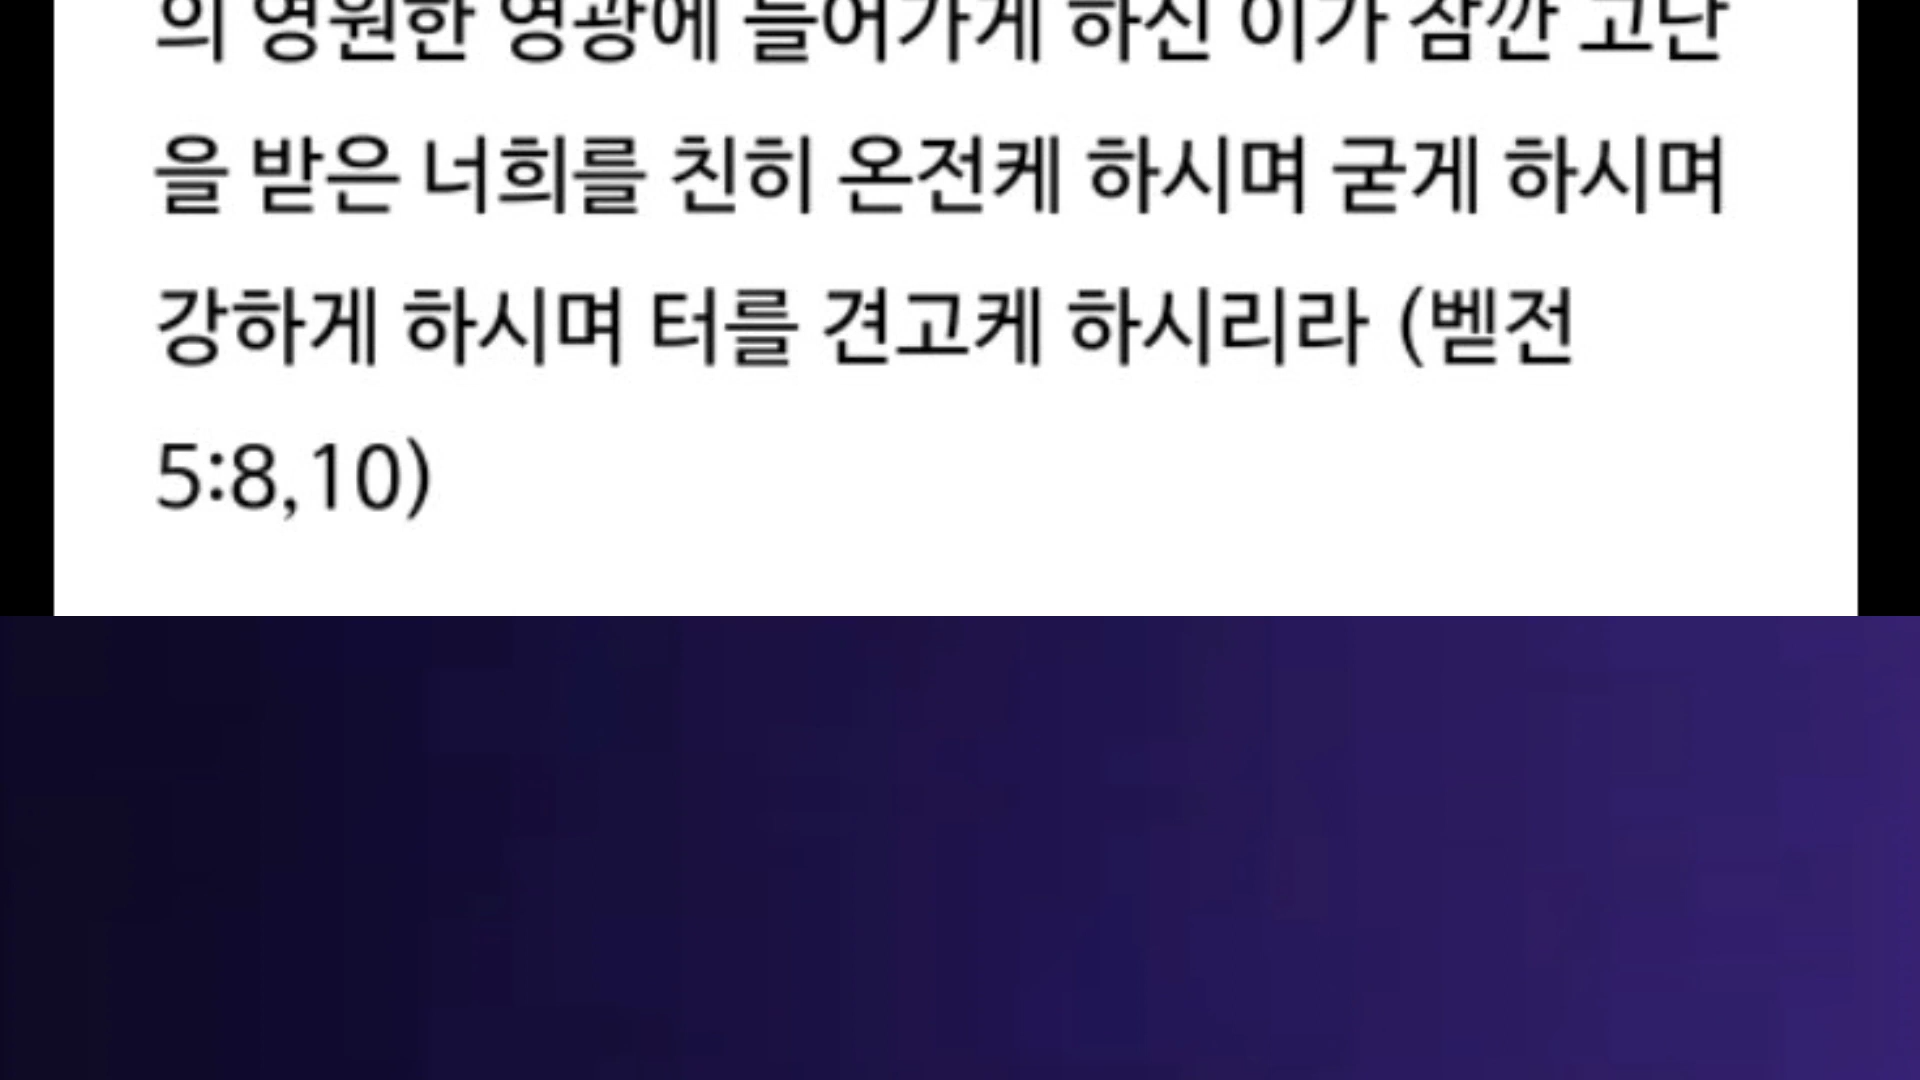 의 영원한 영광에 들어가게 하신 이가 잠깐 고난
을 받은 너희를 친히 온전케 하시며 굳게 하시며
강하게 하시며 터를 견고케 하시리라 (벧전
5:8,10)